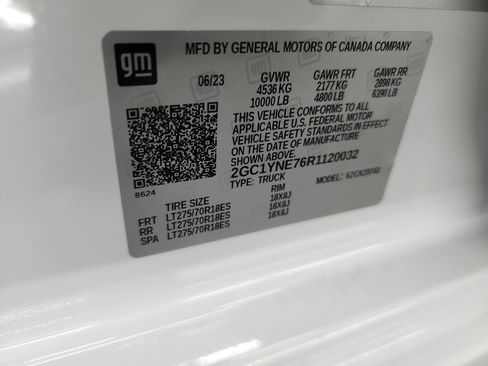 gm
MFD BY GENERAL MOTORS OF CANADA COMPANY
06/23 GVWR GAWR FRT GAWR RR
4536 KG 2177 KG 2898 KG
10000 LB 4800 LB 6390 LB
THIS VEHICLE CONFORMS TO ALL
APPLICABLE U.S. FEDERAL MOTOR
VEHICLE SAFETY STANDARDS IN EFFECT
ON THE DATE OF MANUFACTURE
SHOWN ABOVE.
2GC1YNE76R1120032
TYPE: TRUCK MODEL:
8624
TIRE SIZE RIM
FRT LT275/70R18ES 18X8J
RR LT275/70R18ES 18X8J
SPA LT275/70R18ES 18X8J